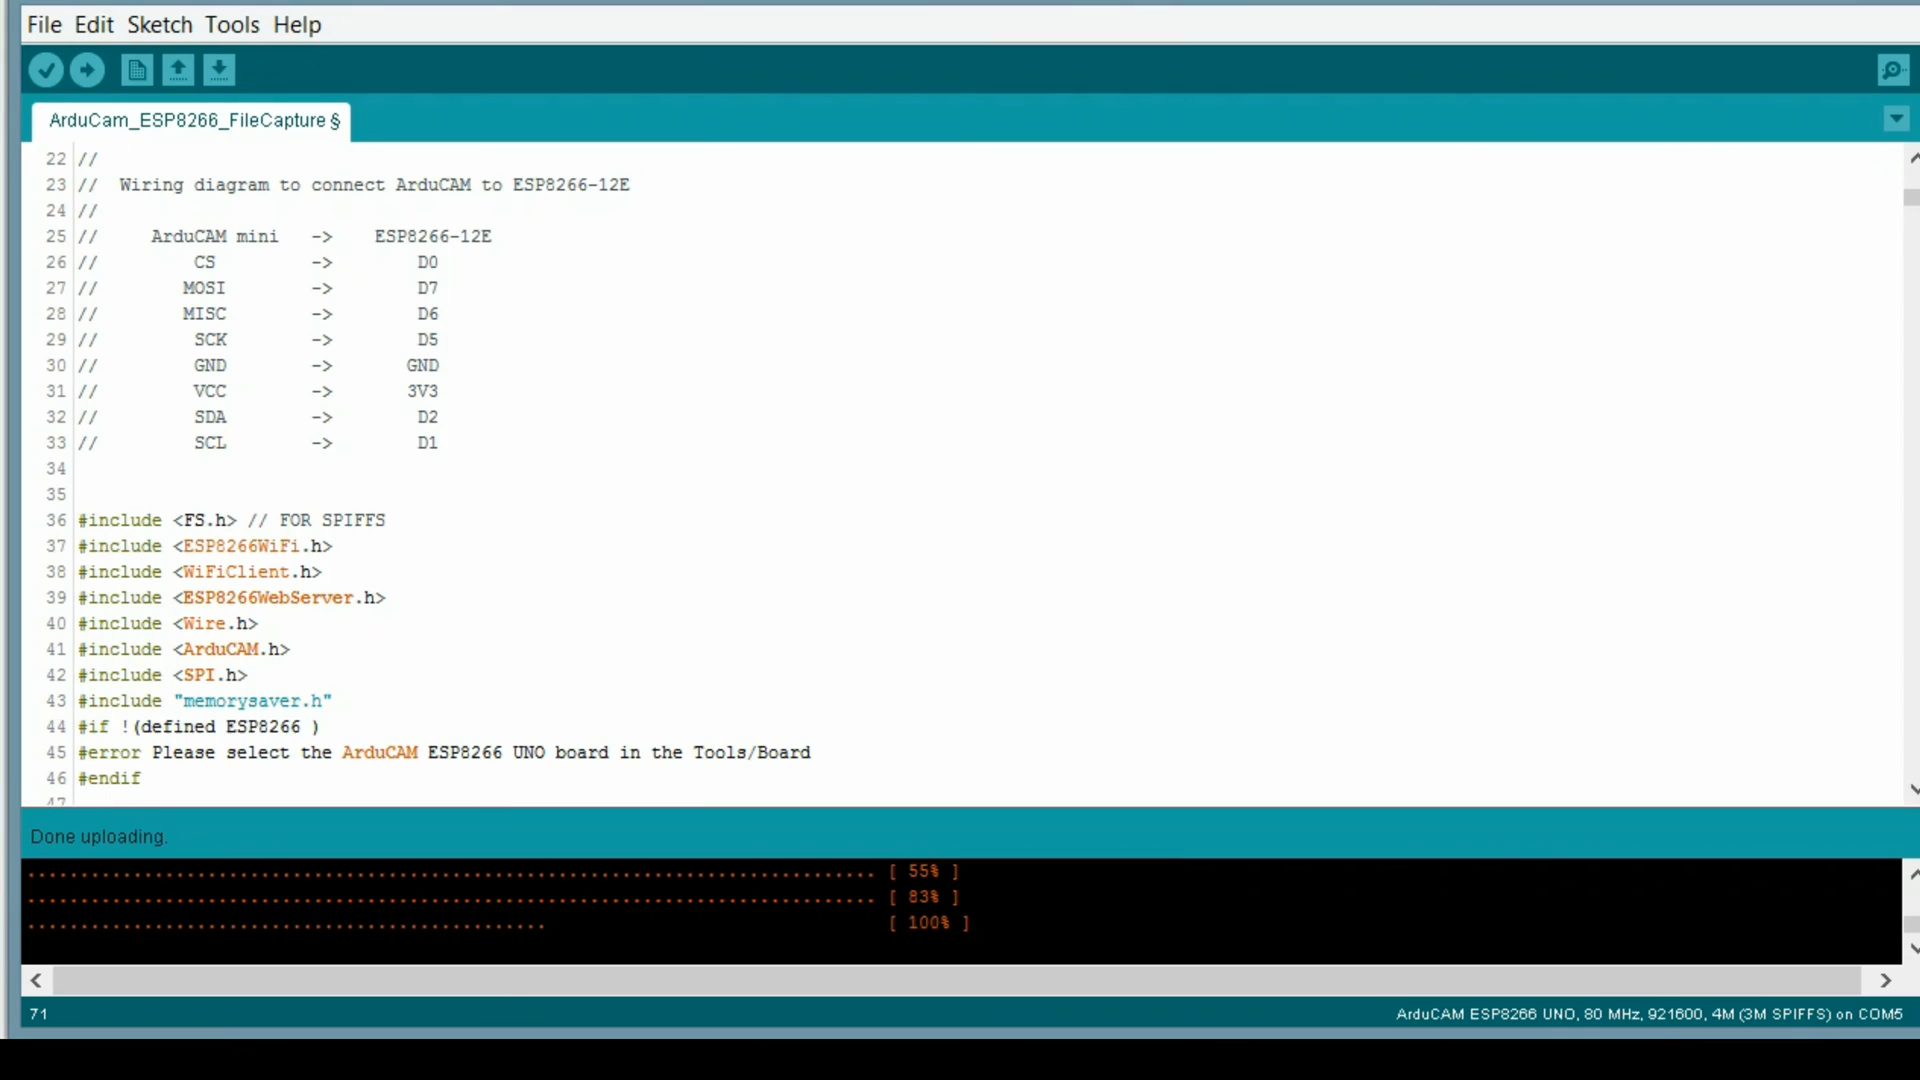 File Edit Sketch Tools Help
ArduCam_ESP8266_FileCapture §
22 //
23 // Wiring diagram to connect ArduCAM to ESP8266-12E
24 //
25 // ArduCAM mini -> ESP8266-12E
26 // CS -> D0
27 // MOSI -> D7
28 // MISC -> D6
29 // SCK -> D5
30 // GND -> GND
31 // VCC -> 3V3
32 // SDA -> D2
33 // SCL -> D1
34
35
36 #include <FS.h> // FOR SPIFFS
37 #include <ESP8266WiFi.h>
38 #include <WiFiClient.h>
39 #include <ESP8266WebServer.h>
40 #include <Wire.h>
41 #include <ArduCAM.h>
42 #include <SPI.h>
43 #include "memorysaver.h"
44 #if !(defined ESP8266 )
45 #error Please select the ArduCAM ESP8266 UNO board in the Tools/Board
46 #endif
47
Done uploading.
................................................................................ [ 55% ]
................................................................................ [ 83% ]
.................................................. [ 100% ]
71
ArduCAM ESP8266 UNO, 80 MHz, 921600, 4M (3M SPIFFS) on COM5